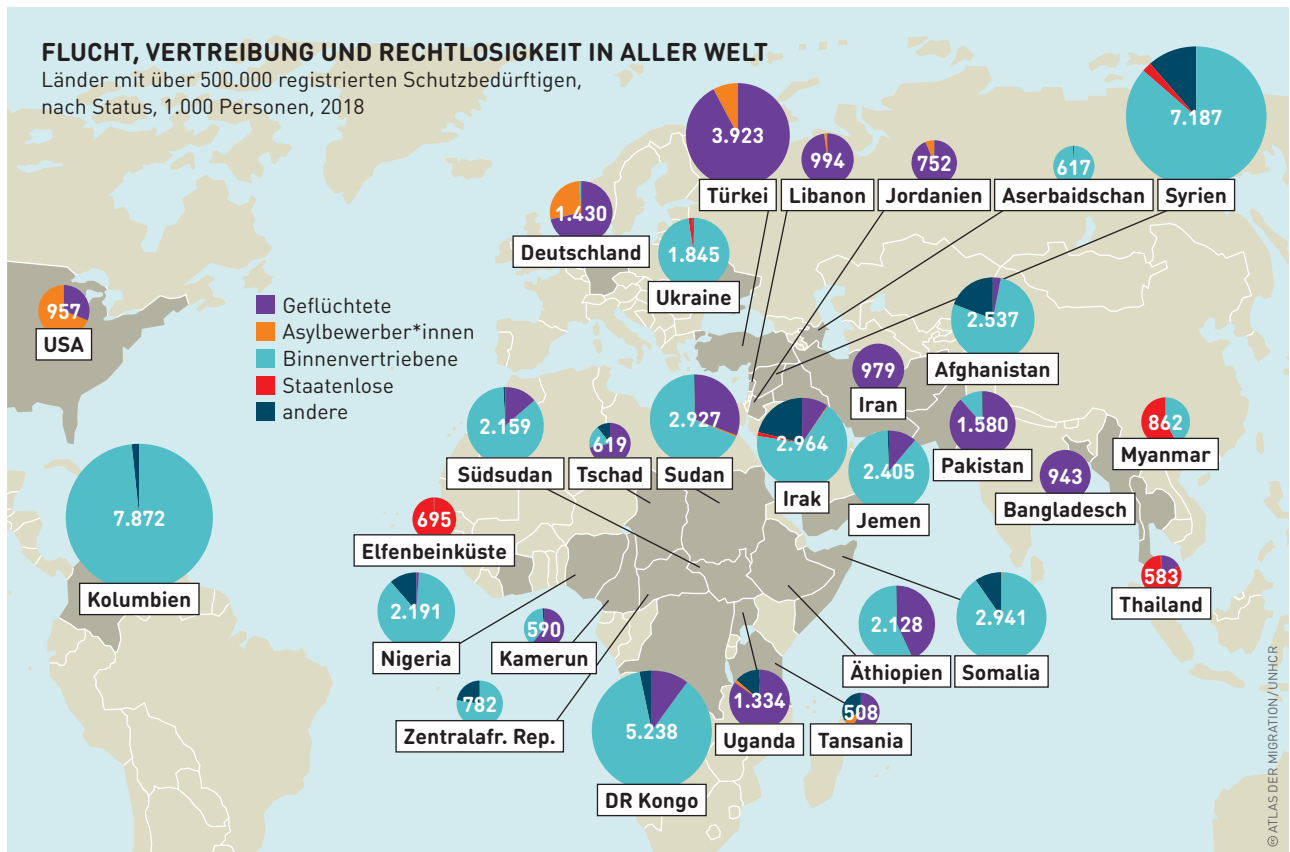 FLUCHT, VERTREIBUNG UND RECHTLOSIGKEIT IN ALLER WELT
Länder mit über 500.000 registrierten Schutzbedürftigen,
nach Status, 1.000 Personen, 2018
7.187
Syrien
3.923
Türkei
994
Libanon
752
Jordanien
617
Aserbaidschan
1.430
Deutschland
1.845
Ukraine
957
USA
Geflüchtete
Asylbewerber*innen
Binnenvertriebene
Staatenlose
andere
2.537
Afghanistan
979
Iran
2.159
Südsudan
619
Tschad
2.927
Sudan
2.964
Irak
2.405
Jemen
1.580
Pakistan
943
Bangladesch
862
Myanmar
7.872
Kolumbien
695
Elfenbeinküste
583
Thailand
2.191
Nigeria
590
Kamerun
2.128
Äthiopien
2.941
Somalia
782
Zentralafr. Rep.
5.238
DR Kongo
1.334
Uganda
508
Tansania
© ATLAS DER MIGRATION / UNHCR